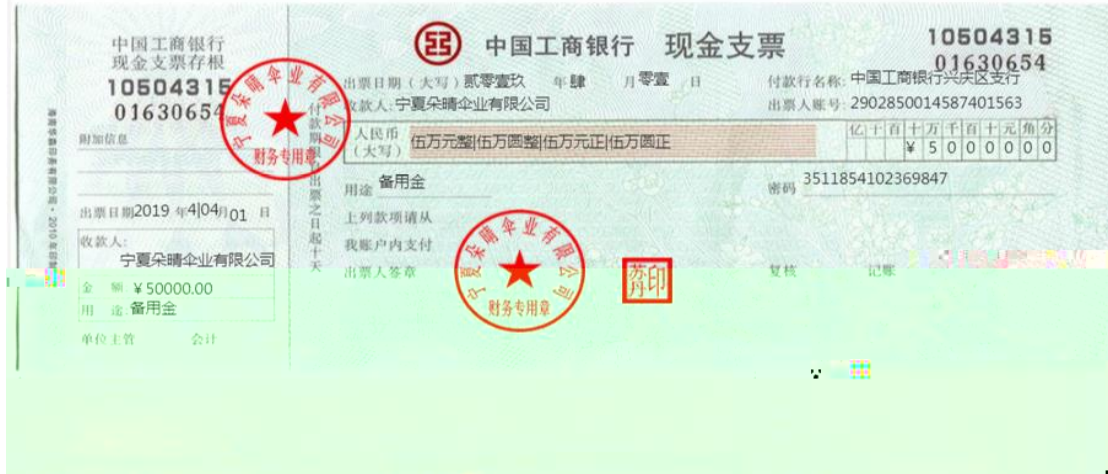 中国工商银行
现金支票存根
10504315
01630654
附加信息
出票日期2019 年4|04月01 日
收款人:
宁夏朵晴伞业有限公司
金 额 ¥50000.00
用 途 备用金
单位主管 会计
付款期限自出票之日起十天
中国工商银行 现金支票
10504315
01630654
出票日期(大写)贰零壹玖 年肆 月零壹 日
付款行名称: 中国工商银行兴庆区支行
收款人:宁夏朵晴伞业有限公司
出票人账号: 2902850014587401563
人民币
(大写)
伍万元整|伍万圆整|伍万元正|伍万圆正
亿千百十万千百十元角分
¥5000000
用途 备用金
密码 3511854102369847
上列款项请从
我账户内支付
出票人签章
复核 记账
宁夏朵晴伞业有限公司
财务专用章
宁夏朵晴伞业有限公司
财务专用章
苏丹印